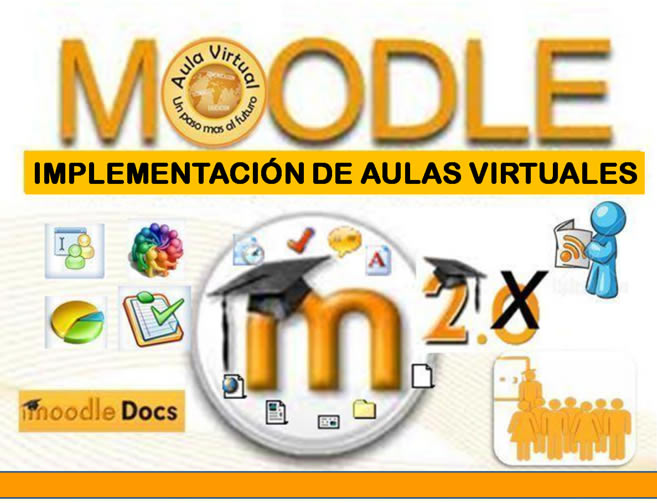 MOODLE
Aula Virtual
Un paso mas al futuro
IMPLEMENTACIÓN DE AULAS VIRTUALES
A
m
2.0
X
moodle Docs